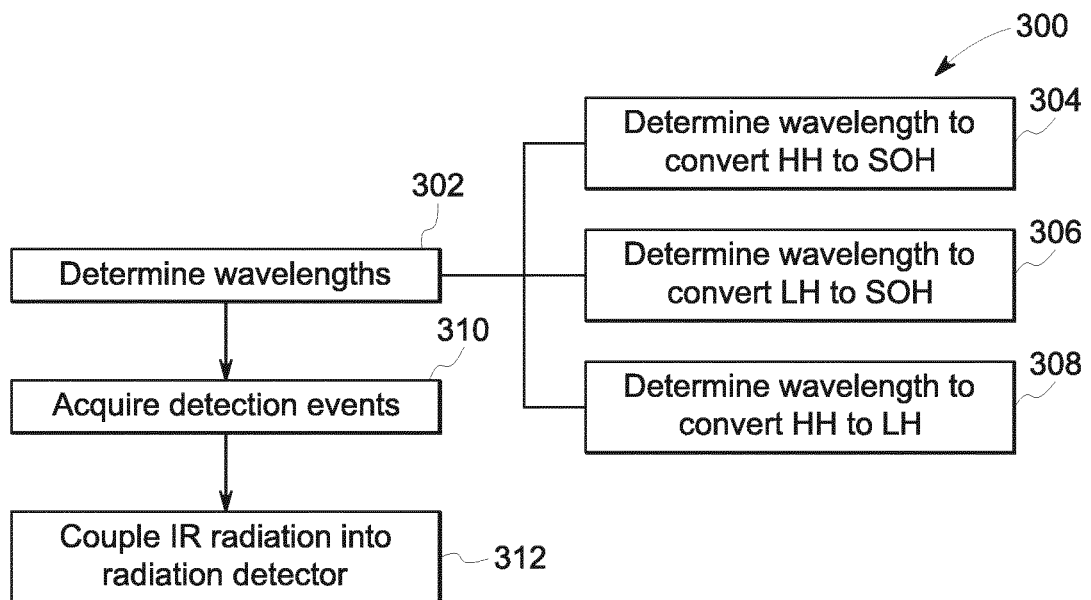 300
304
Determine wavelength to
convert HH to SOH
302
Determine wavelengths
306
Determine wavelength to
convert LH to SOH
310
Acquire detection events
308
Determine wavelength to
convert HH to LH
Couple IR radiation into
radiation detector
312